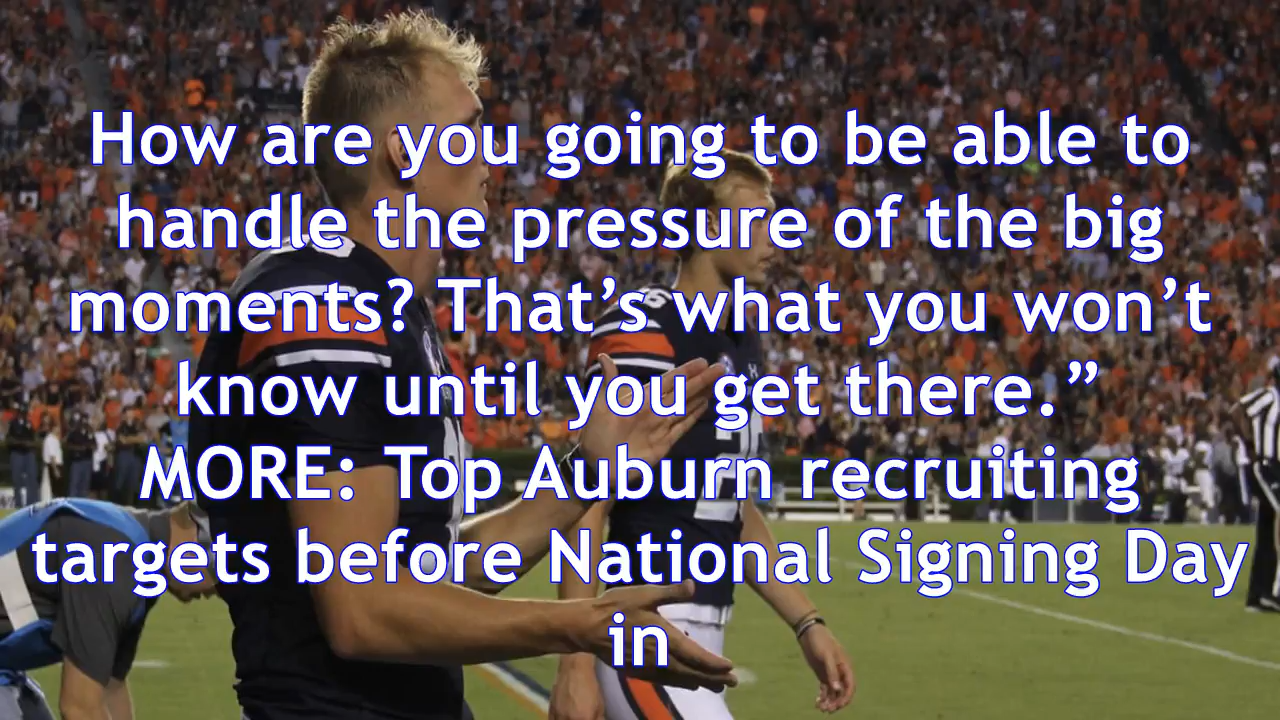 How are you going to be able to
handle the pressure of the big
moments? That’s what you won’t
know until you get there.”
MORE: Top Auburn recruiting
targets before National Signing Day
in